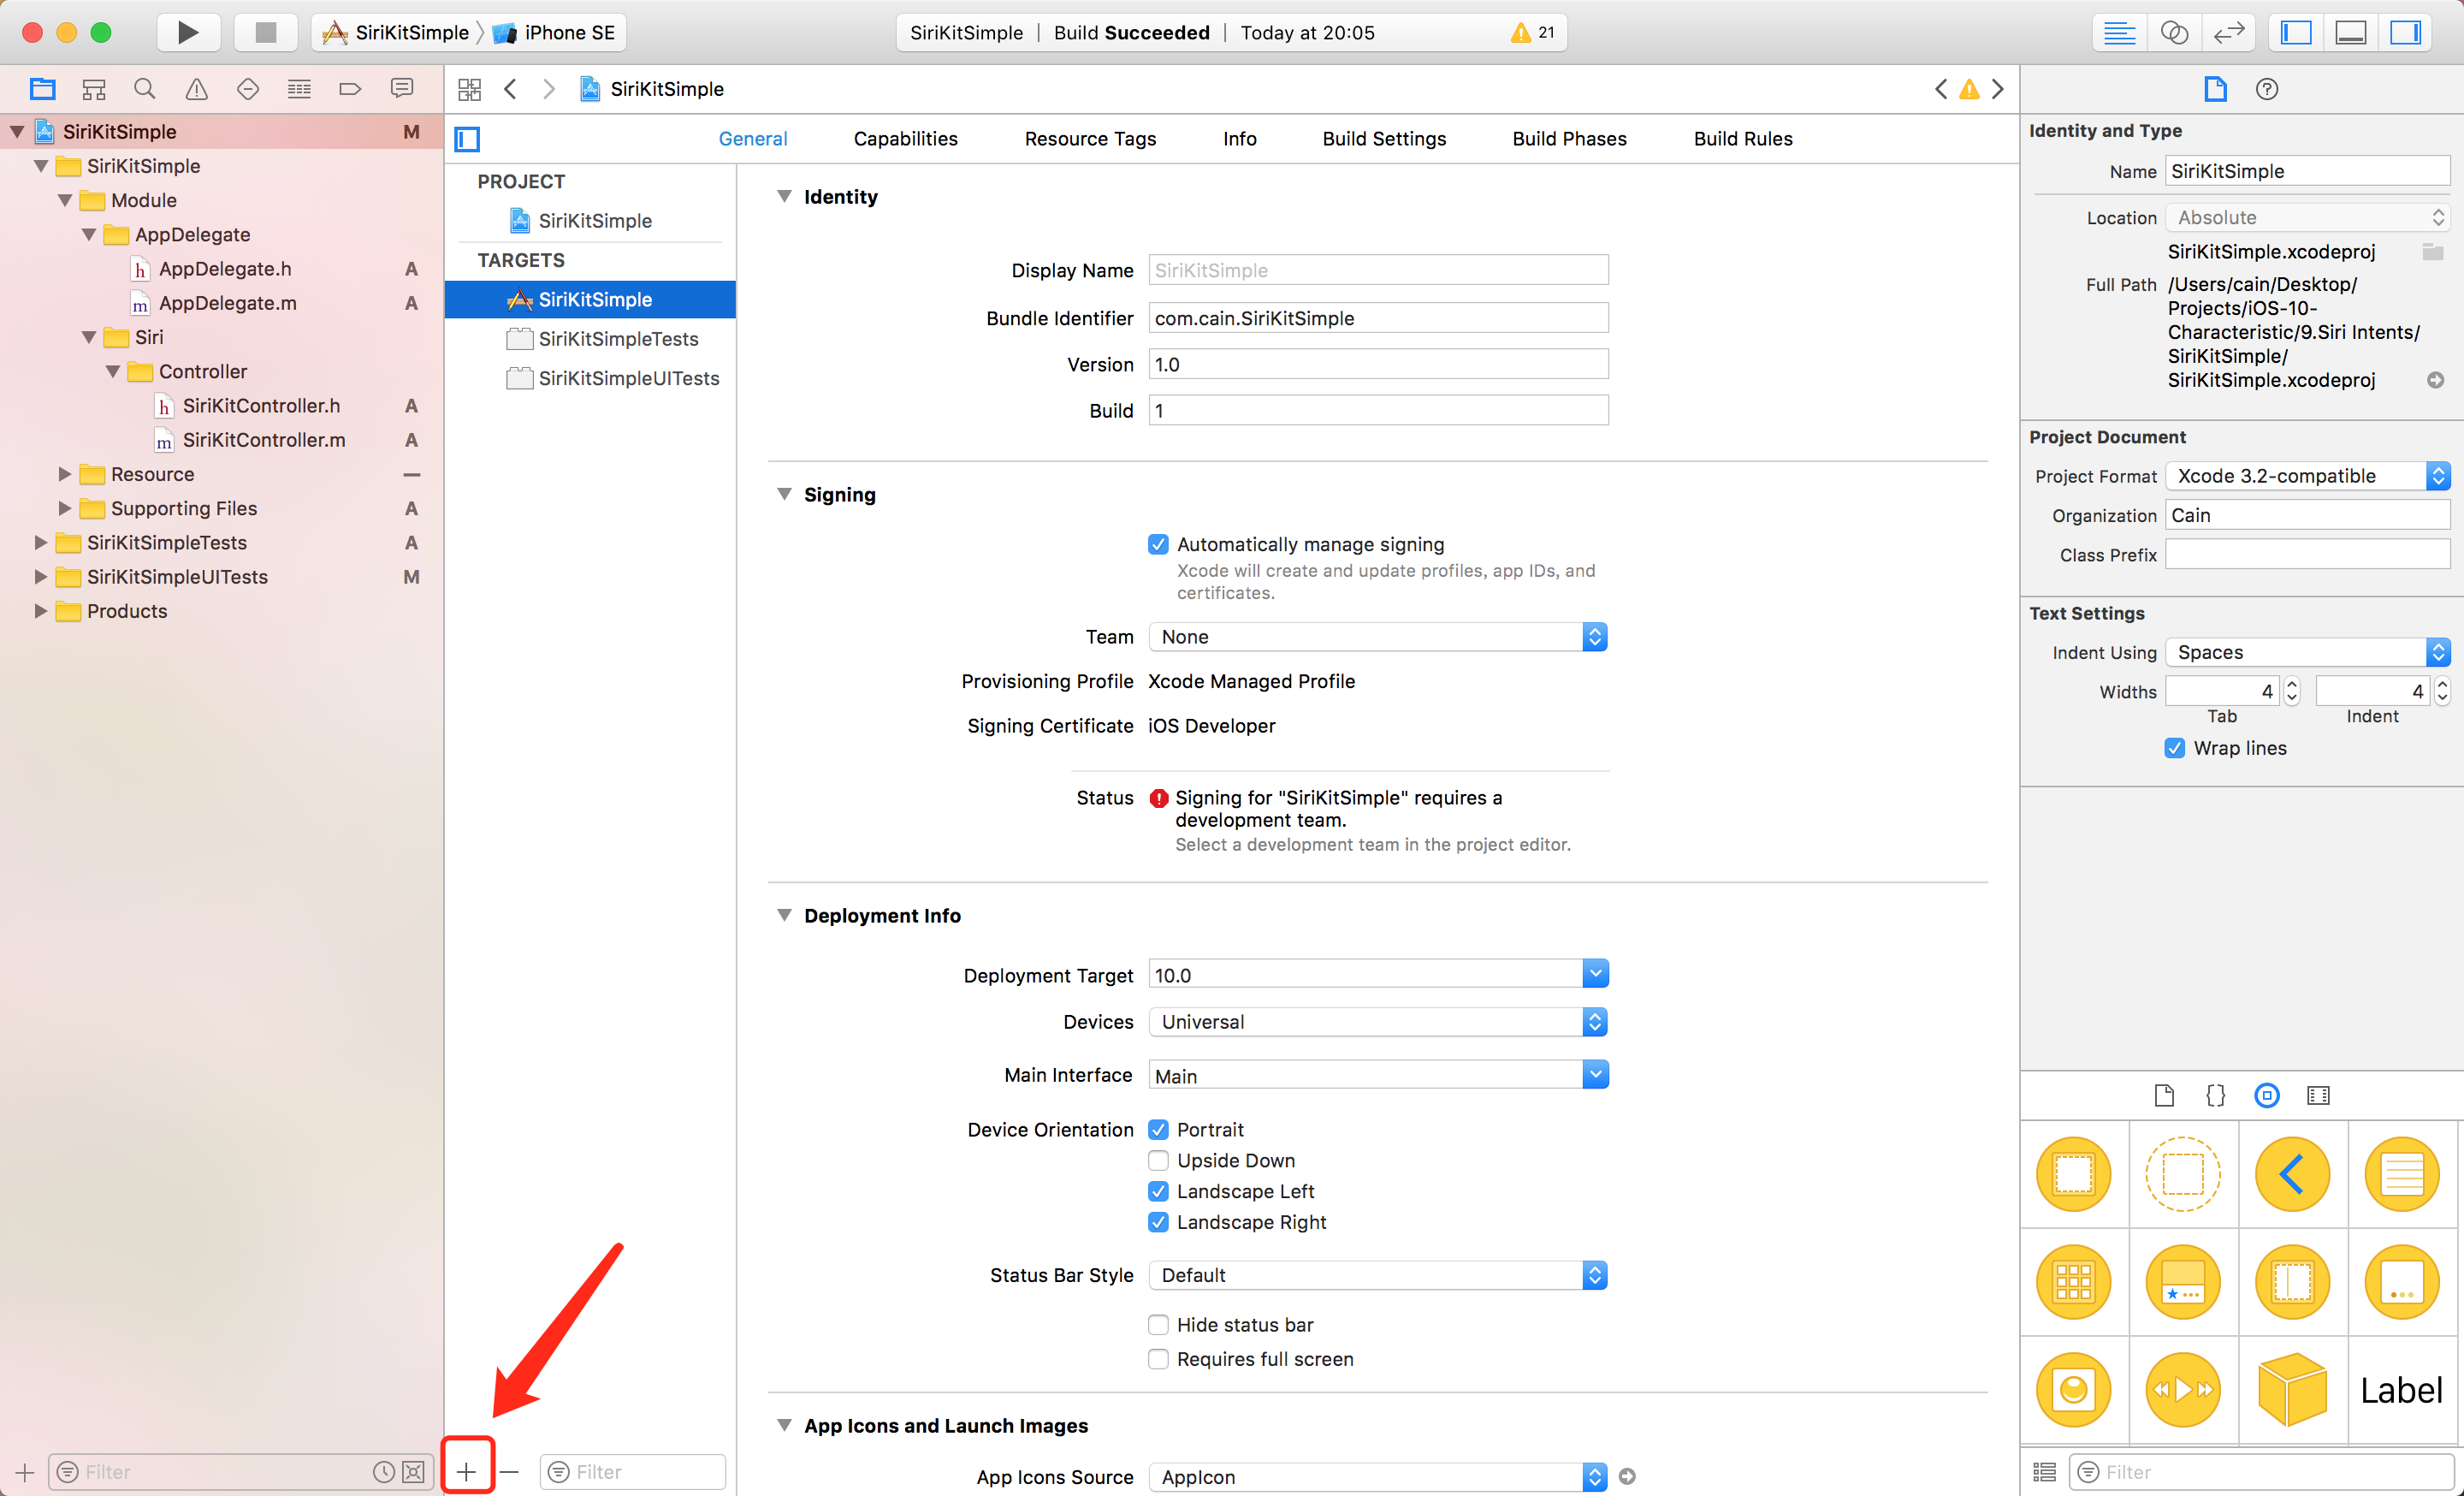 SiriKitSimple
iPhone SE
SiriKitSimple
Build Succeeded
Today at 20:05
21
SiriKitSimple
SiriKitSimple M
SiriKitSimple
Module
AppDelegate
h AppDelegate.h A
m AppDelegate.m A
Siri
Controller
h SiriKitController.h A
m SiriKitController.m A
Resource
Supporting Files A
SiriKitSimpleTests A
SiriKitSimpleUITests M
Products
Filter
General
Capabilities
Resource Tags
Info
Build Settings
Build Phases
Build Rules
PROJECT
SiriKitSimple
TARGETS
SiriKitSimple
SiriKitSimpleTests
SiriKitSimpleUITests
Filter
Identity
Display Name SiriKitSimple
Bundle Identifier com.cain.SiriKitSimple
Version 1.0
Build 1
Signing
Automatically manage signing
Xcode will create and update profiles, app IDs, and
certificates.
Team None
Provisioning Profile Xcode Managed Profile
Signing Certificate iOS Developer
Status Signing for "SiriKitSimple" requires a
development team.
Select a development team in the project editor.
Deployment Info
Deployment Target 10.0
Devices Universal
Main Interface Main
Device Orientation Portrait
Upside Down
Landscape Left
Landscape Right
Status Bar Style Default
Hide status bar
Requires full screen
App Icons and Launch Images
App Icons Source AppIcon
Identity and Type
Name SiriKitSimple
Location Absolute
SiriKitSimple.xcodeproj
Full Path /Users/cain/Desktop/
Projects/iOS-10-
Characteristic/9.Siri Intents/
SiriKitSimple/
SiriKitSimple.xcodeproj
Project Document
Project Format Xcode 3.2-compatible
Organization Cain
Class Prefix
Text Settings
Indent Using Spaces
Widths 4 4
Tab Indent
Wrap lines
{}
Label
Filter